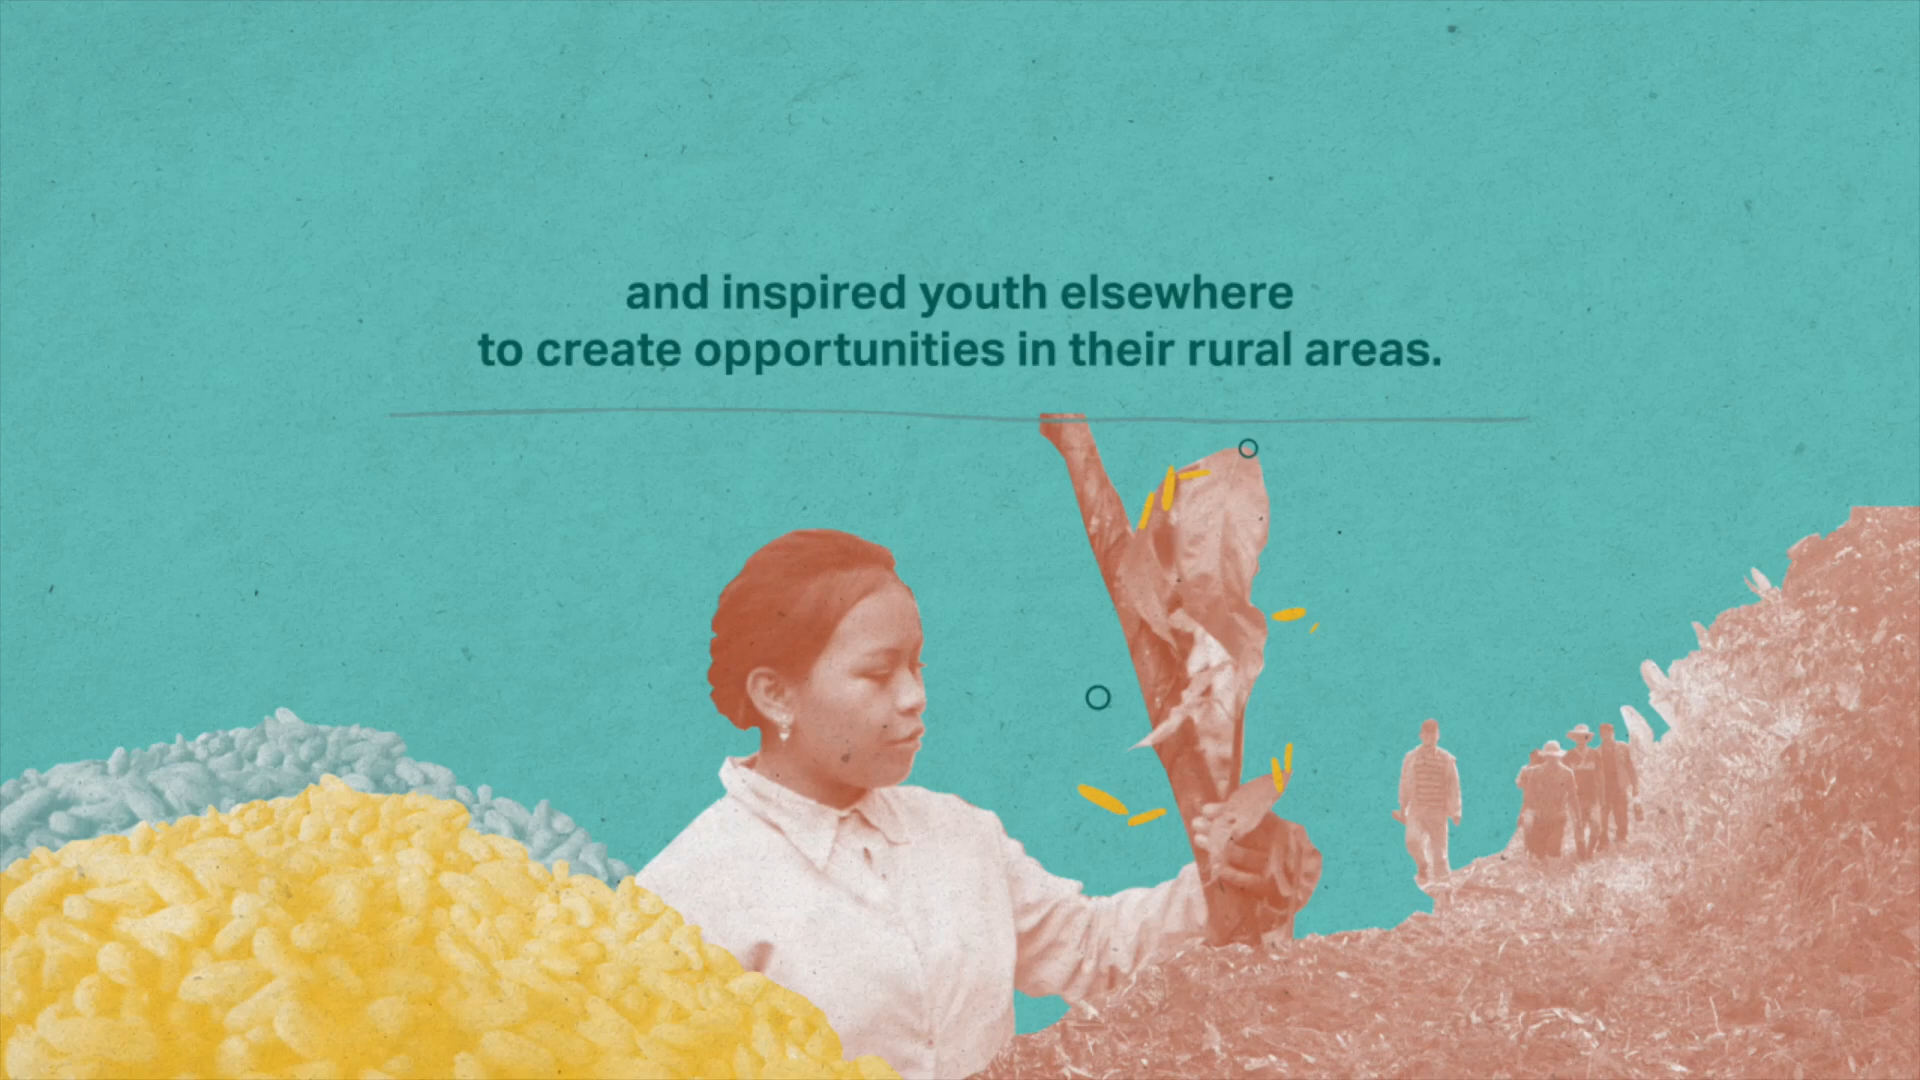 and inspired youth elsewhere
to create opportunities in their rural areas.